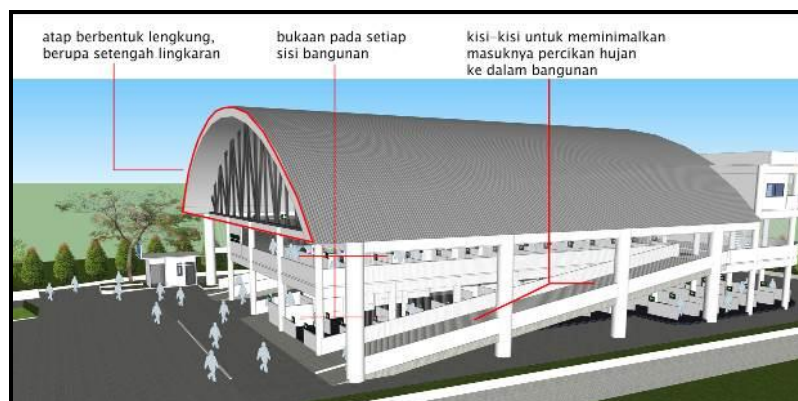 atap berbentuk lengkung,
berupa setengah lingkaran
bukaan pada setiap
sisi bangunan
kisi-kisi untuk meminimalkan
masuknya percikan hujan
ke dalam bangunan